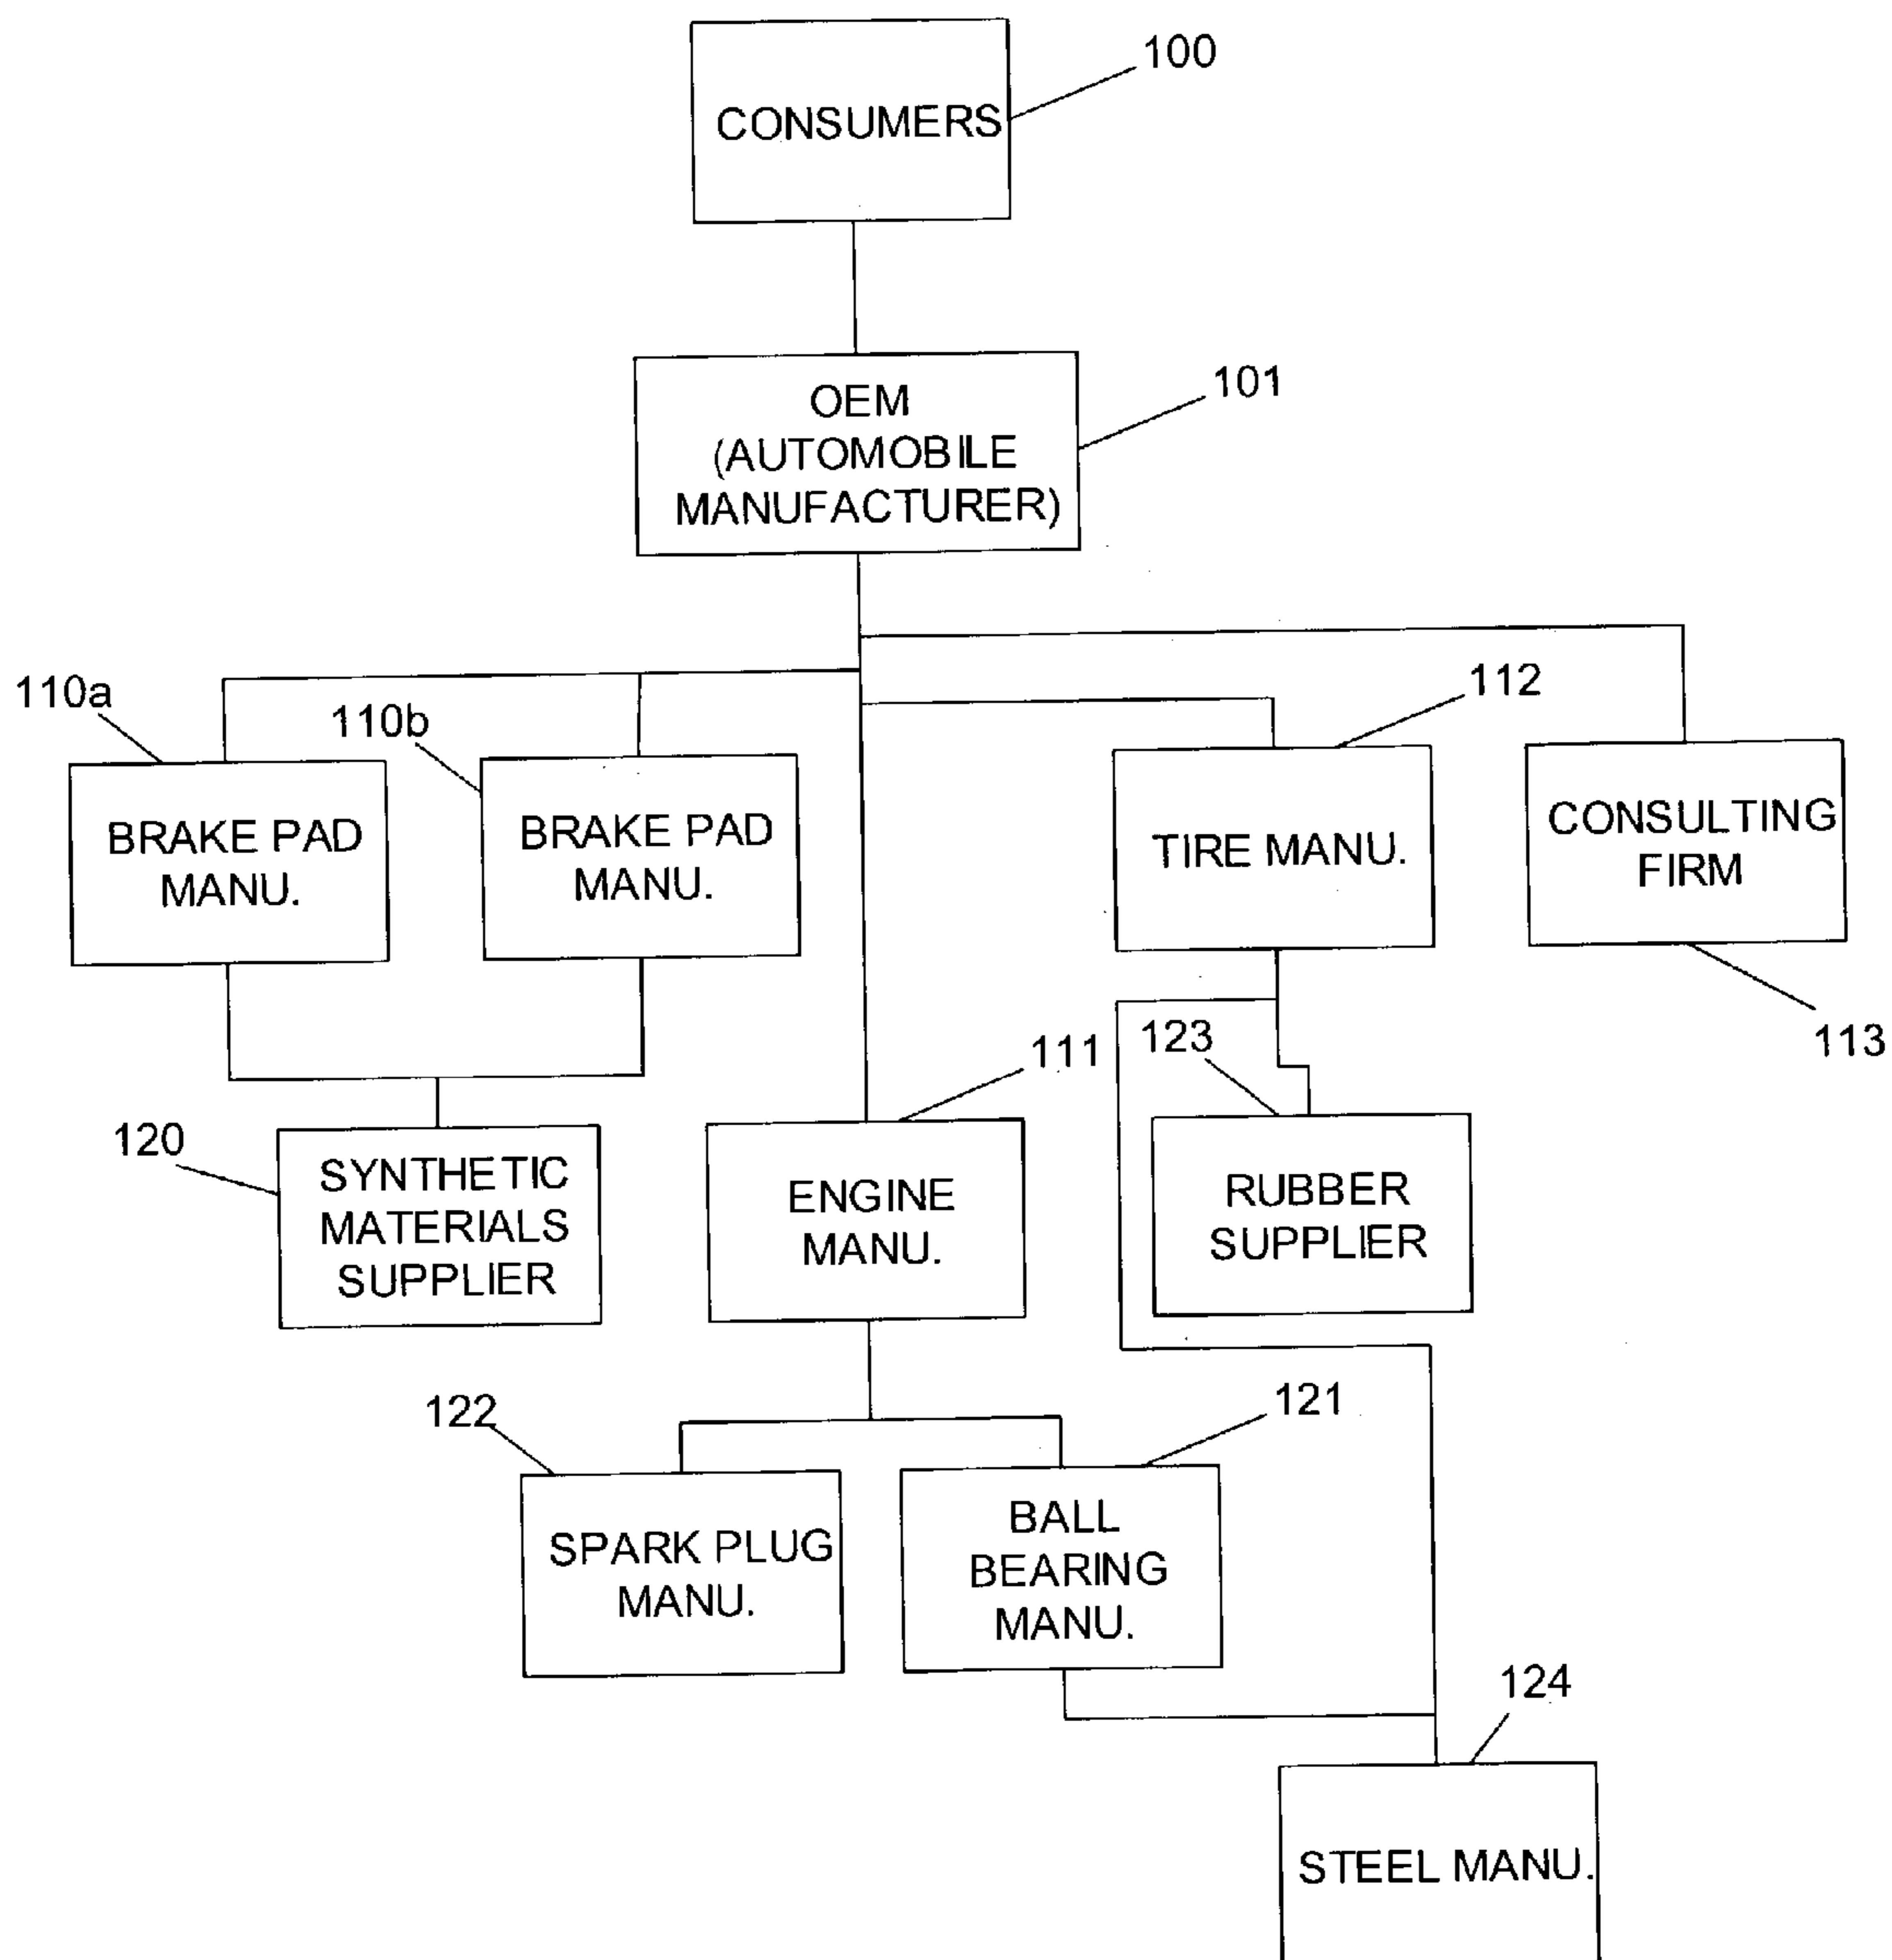 CONSUMERS
100
OEM
(AUTOMOBILE
MANUFACTURER)
101
110a
BRAKE PAD
MANU.
110b
BRAKE PAD
MANU.
112
TIRE MANU.
CONSULTING
FIRM
113
120
SYNTHETIC
MATERIALS
SUPPLIER
111
ENGINE
MANU.
123
RUBBER
SUPPLIER
122
SPARK PLUG
MANU.
121
BALL
BEARING
MANU.
124
STEEL MANU.